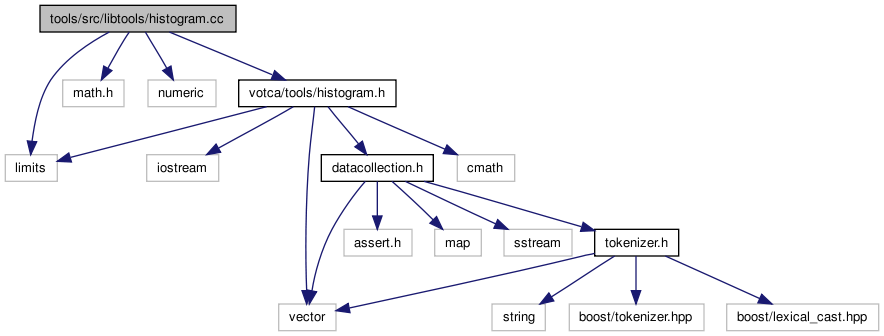 tools/src/libtools/histogram.cc
math.h
numeric
votca/tools/histogram.h
limits
iostream
datacollection.h
cmath
assert.h
map
sstream
tokenizer.h
vector
string
boost/tokenizer.hpp
boost/lexical_cast.hpp